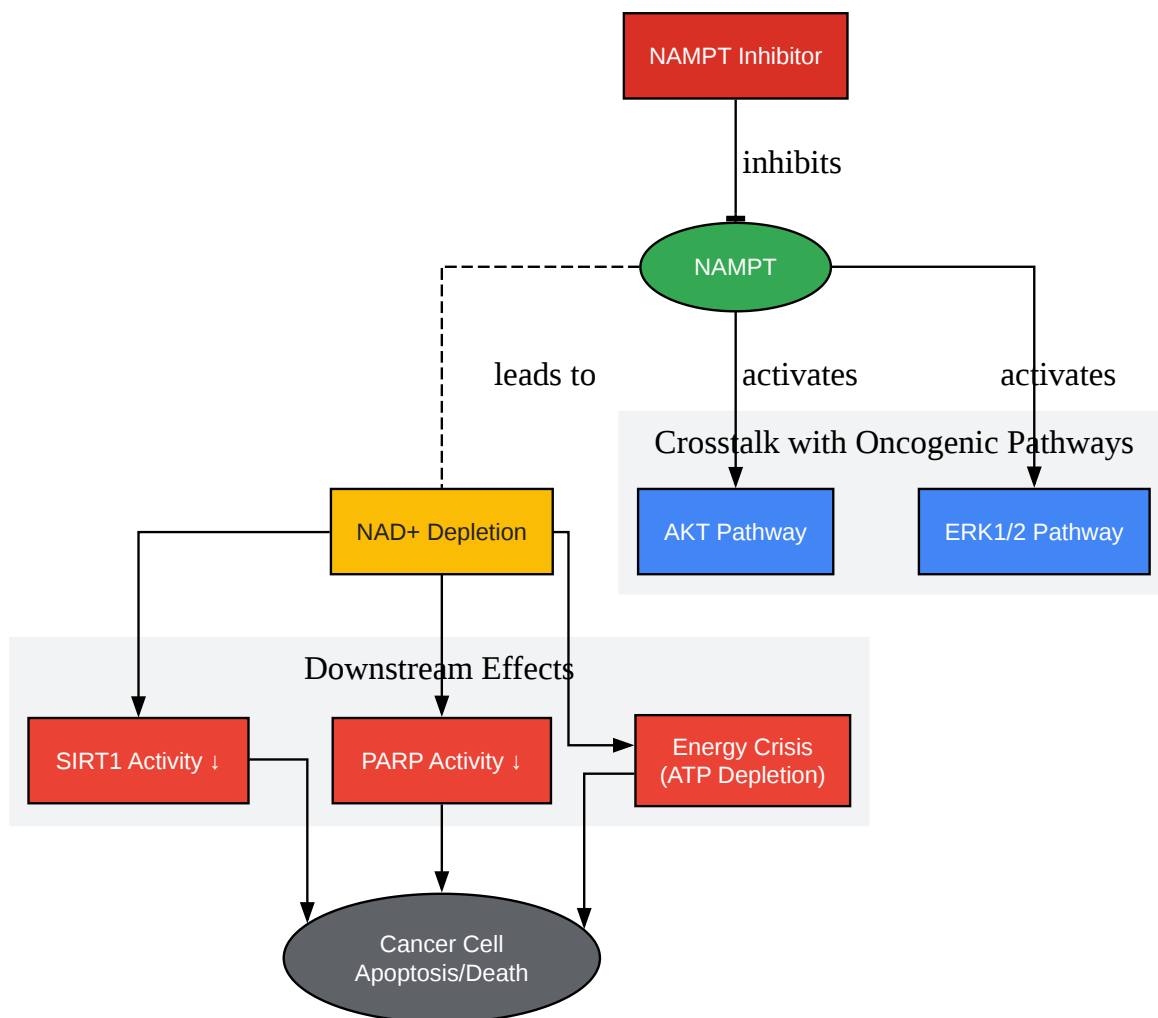 NAMPT Inhibitor
inhibits
NAMPT
leads to
activates
activates
Crosstalk with Oncogenic Pathways
NAD+ Depletion
AKT Pathway
ERK1/2 Pathway
Downstream Effects
SIRT1 Activity ↓
PARP Activity ↓
Energy Crisis
(ATP Depletion)
Cancer Cell
Apoptosis/Death